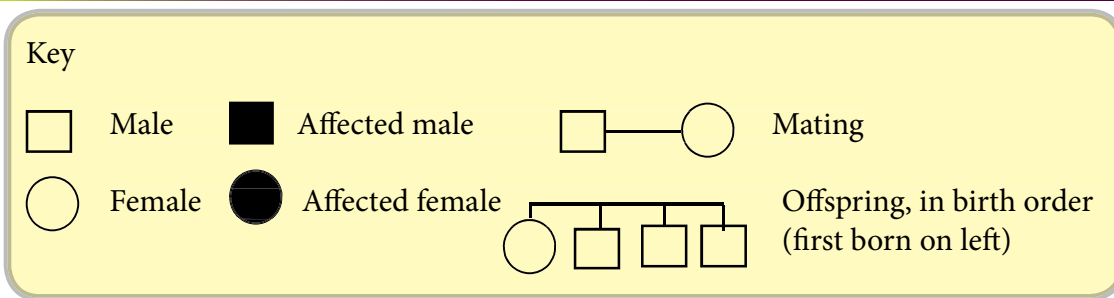 Key
Male Affected male Mating
Female Affected female Offspring, in birth order
(first born on left)